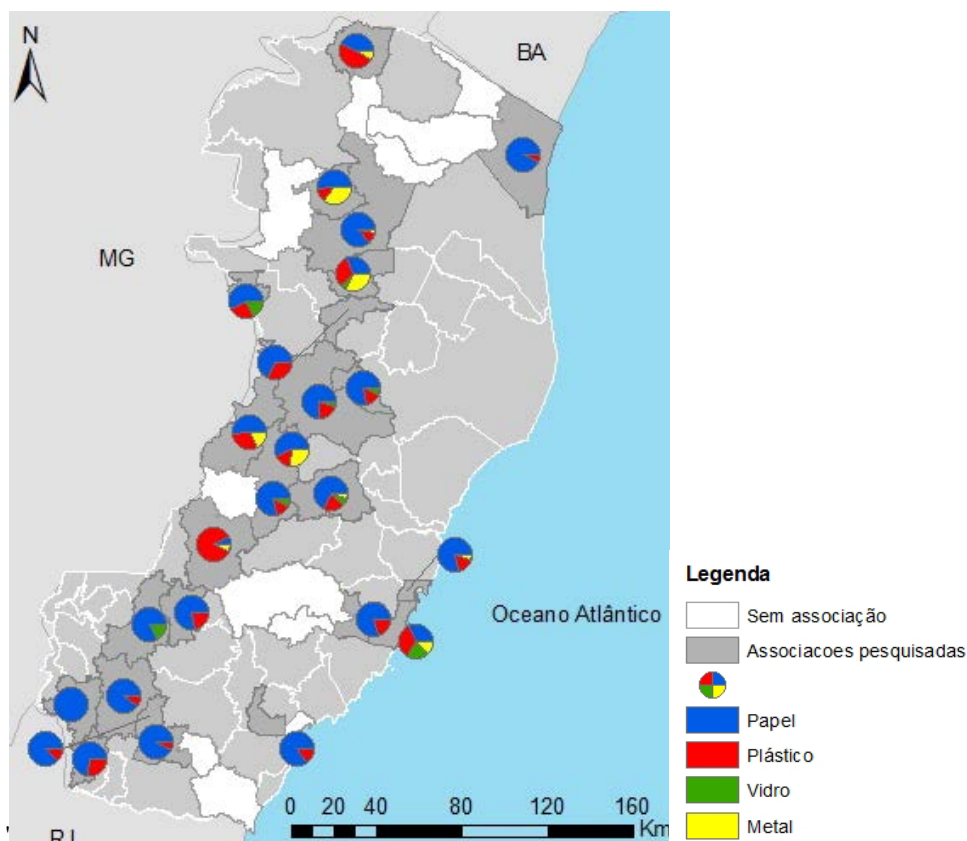 N
BA
MG
Oceano Atlântico
0 20 40 80 120 160
Km
Legenda
Sem associação
Associacoes pesquisadas
Papel
Plástico
Vidro
Metal